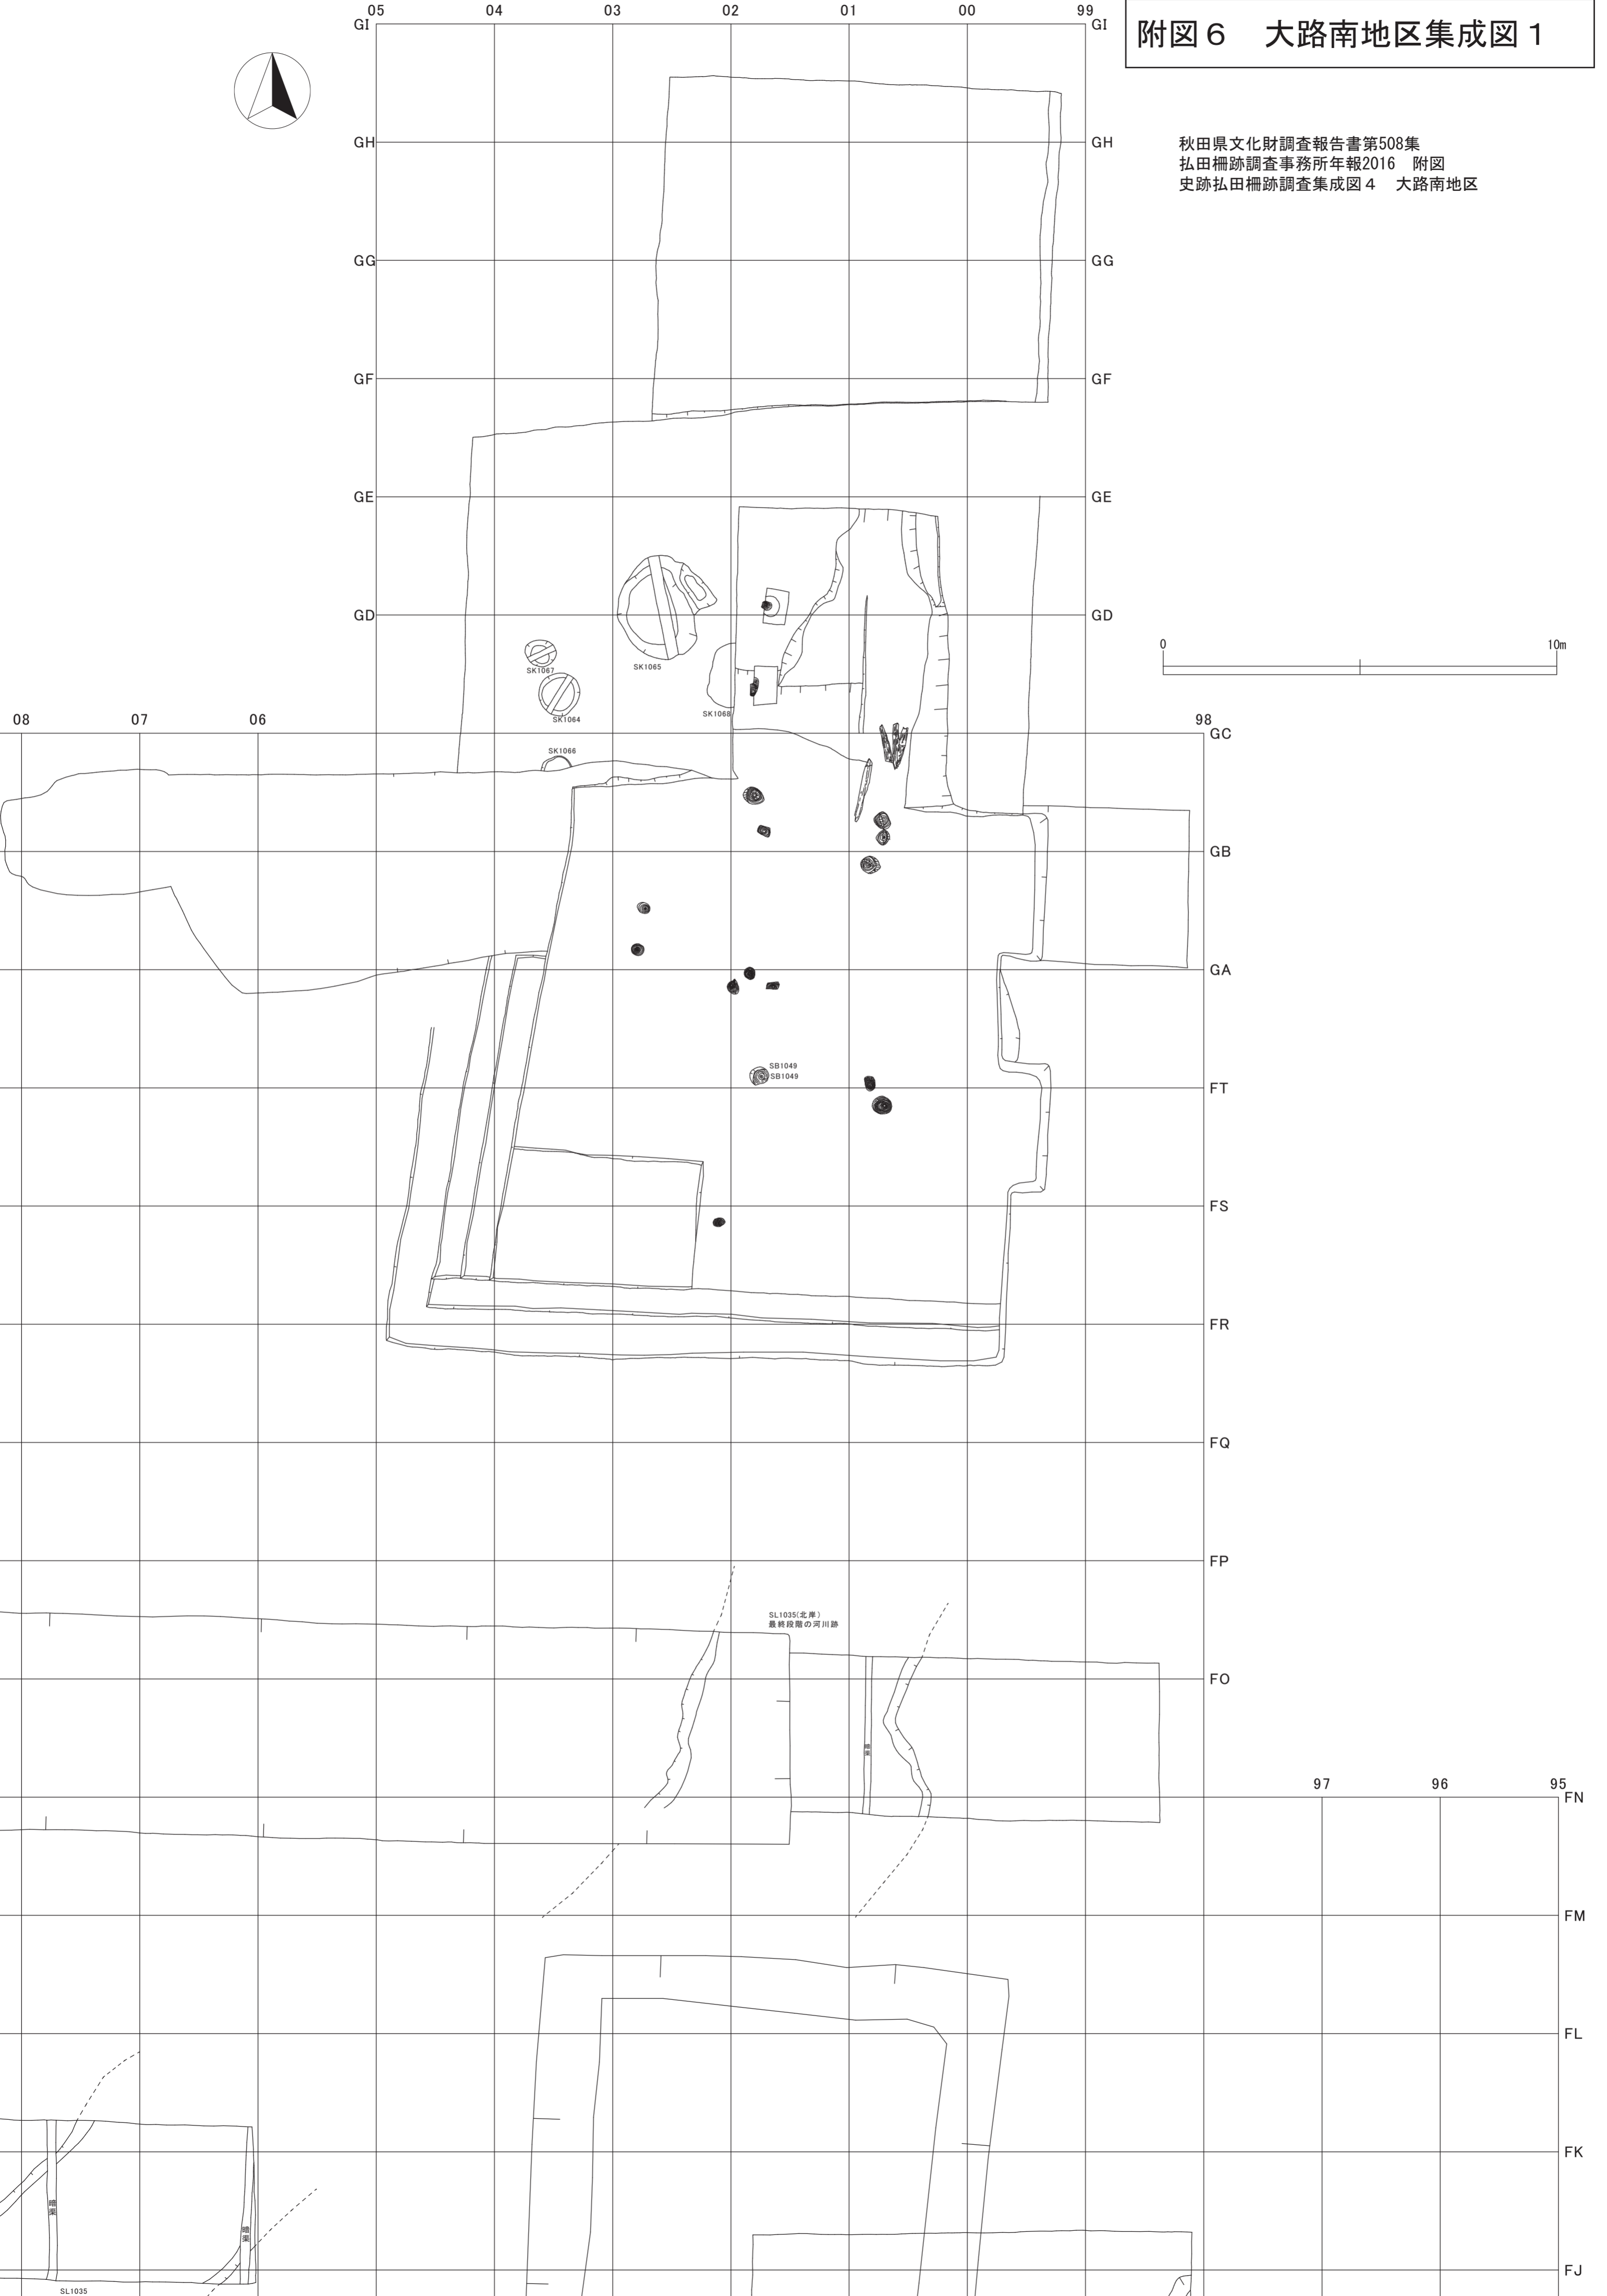 附図６　大路南地区集成図１
秋田県文化財調査報告書第508集
払田柵跡調査事務所年報2016　附図
史跡払田柵跡調査集成図４　大路南地区
05 04 03 02 01 00 99
GI GI
GH GH
GG GG
GF GF
GE GE
GD GD
0 10m
SK1067
SK1065
SK1064
SK1068
08 07 06 98
GC
SK1066
GB
GA
SB1049
SB1049
FT
FS
FR
FQ
FP
SL1035(北岸)
最終段階の河川跡
FO
暗渠
97 96 95
FN
FM
FL
FK
暗渠
暗渠
FJ
SL1035